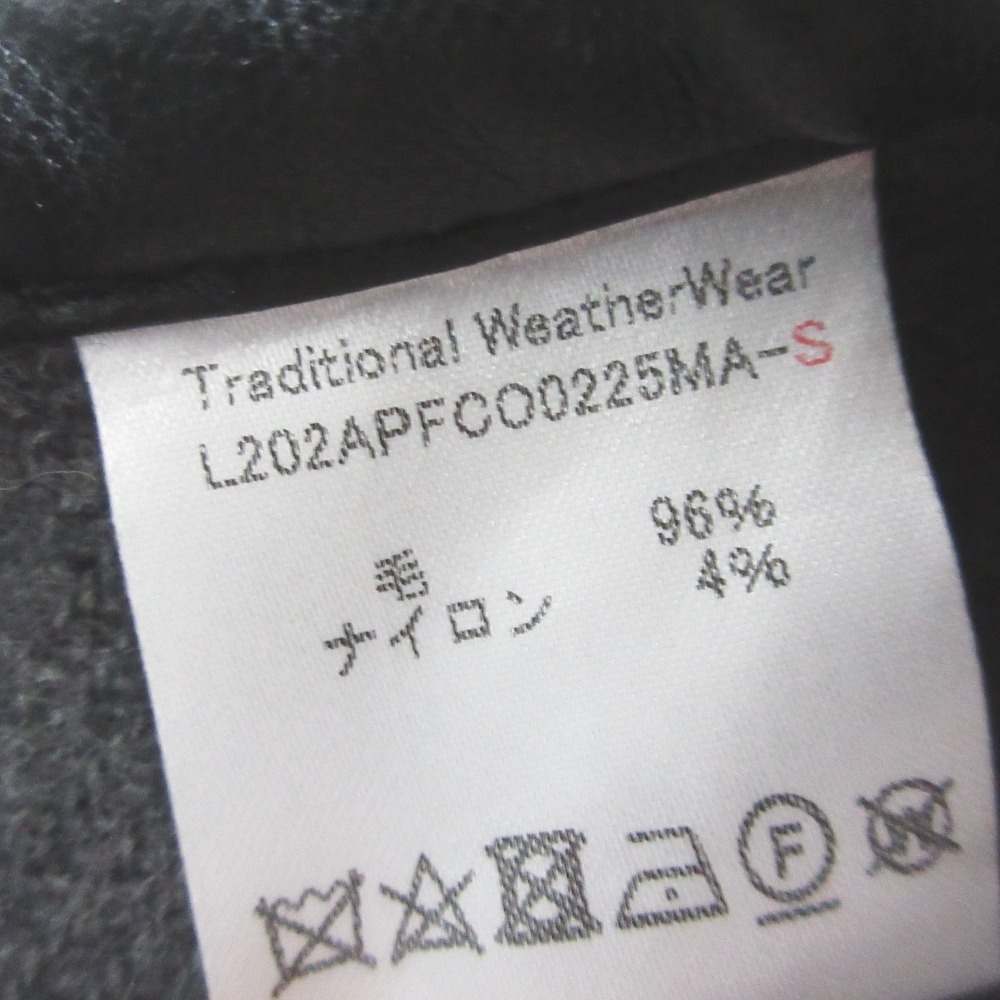 Traditional WeatherWear
L202APFCO0225MA-S
毛 96%
ナイロン 4%
F
W